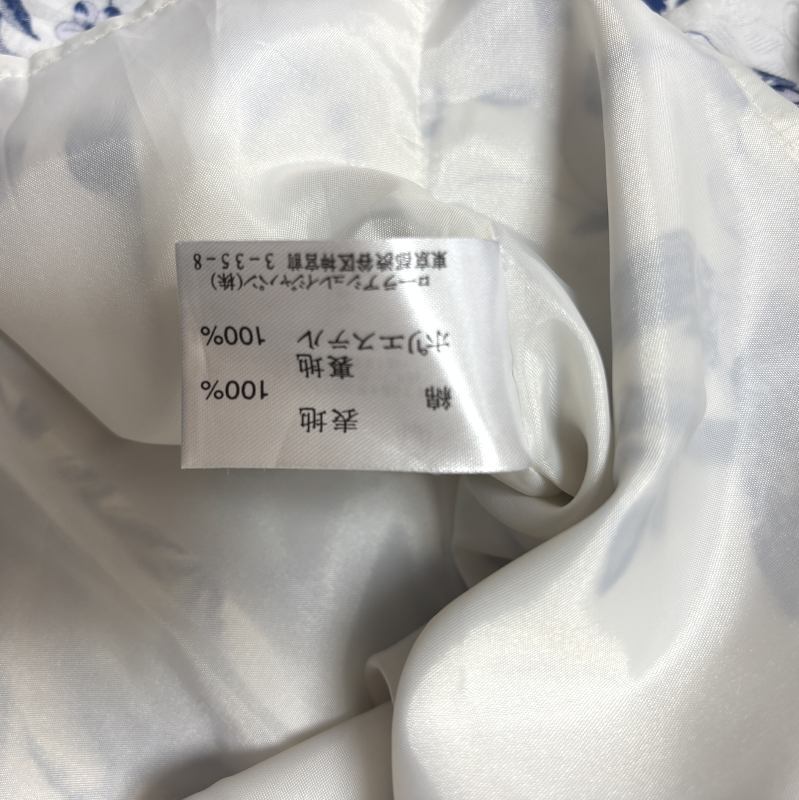 表地
綿 100%
裏地
ポリエステル 100%
ローラアシュレイジャパン(株)
東京都渋谷区神宮前 3-35-8